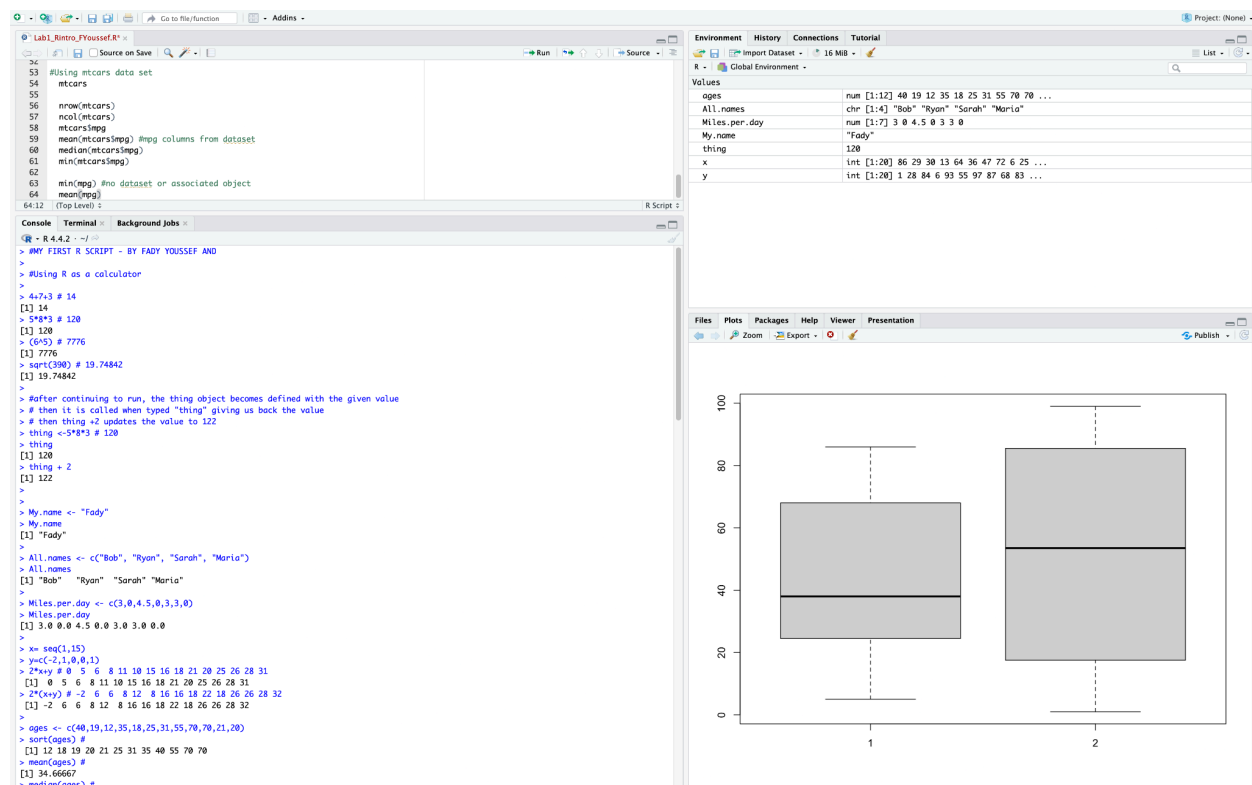 Go to file/function
Addins
Project: (None)
Lab1_Rintro_FYoussef.R*
Source on Save
Run
Source
53 #Using mtcars data set
54 mtcars
55
56 nrow(mtcars)
57 ncol(mtcars)
58 mtcars$mpg
59 mean(mtcars$mpg) #mpg columns from dataset
60 median(mtcars$mpg)
61 min(mtcars$mpg)
62
63 min(mpg) #no dataset or associated object
64 mean(mpg)
64:12 (Top Level) R Script
Console Terminal Background Jobs
R 4.4.2 · ~/
> #MY FIRST R SCRIPT - BY FADY YOUSSEF AND
>
> #Using R as a calculator
>
> 4+7+3 # 14
[1] 14
> 5*8*3 # 120
[1] 120
> (6^5) # 7776
[1] 7776
> sqrt(390) # 19.74842
[1] 19.74842
>
> #after continuing to run, the thing object becomes defined with the given value
> # then it is called when typed "thing" giving us back the value
> # then thing +2 updates the value to 122
> thing <-5*8*3 # 120
> thing
[1] 120
> thing + 2
[1] 122
>
>
> My.name <- "Fady"
> My.name
[1] "Fady"
>
> All.names <- c("Bob", "Ryan", "Sarah", "Maria")
> All.names
[1] "Bob" "Ryan" "Sarah" "Maria"
>
> Miles.per.day <- c(3,0,4.5,0,3,3,0)
> Miles.per.day
[1] 3.0 0.0 4.5 0.0 3.0 3.0 0.0
>
> x= seq(1,15)
> y=c(-2,1,0,0,1)
> 2*x+y # 0 5 6 8 11 10 15 16 18 21 20 25 26 28 31
[1] 0 5 6 8 11 10 15 16 18 21 20 25 26 28 31
> 2*(x+y) # -2 6 6 8 12 8 16 16 18 22 18 26 26 28 32
[1] -2 6 6 8 12 8 16 16 18 22 18 26 26 28 32
>
> ages <- c(40,19,12,35,18,25,31,55,70,70,21,20)
> sort(ages) #
[1] 12 18 19 20 21 25 31 35 40 55 70 70
> mean(ages) #
[1] 34.66667
> median(ages) #
Environment History Connections Tutorial
Import Dataset 16 MiB List
R Global Environment
Values
ages num [1:12] 40 19 12 35 18 25 31 55 70 70 ...
All.names chr [1:4] "Bob" "Ryan" "Sarah" "Maria"
Miles.per.day num [1:7] 3 0 4.5 0 3 3 0
My.name "Fady"
thing 120
x int [1:20] 86 29 30 13 64 36 47 72 6 25 ...
y int [1:20] 1 28 84 6 93 55 97 87 68 83 ...
Files Plots Packages Help Viewer Presentation
Zoom Export Publish
100
80
60
40
20
0
1 2